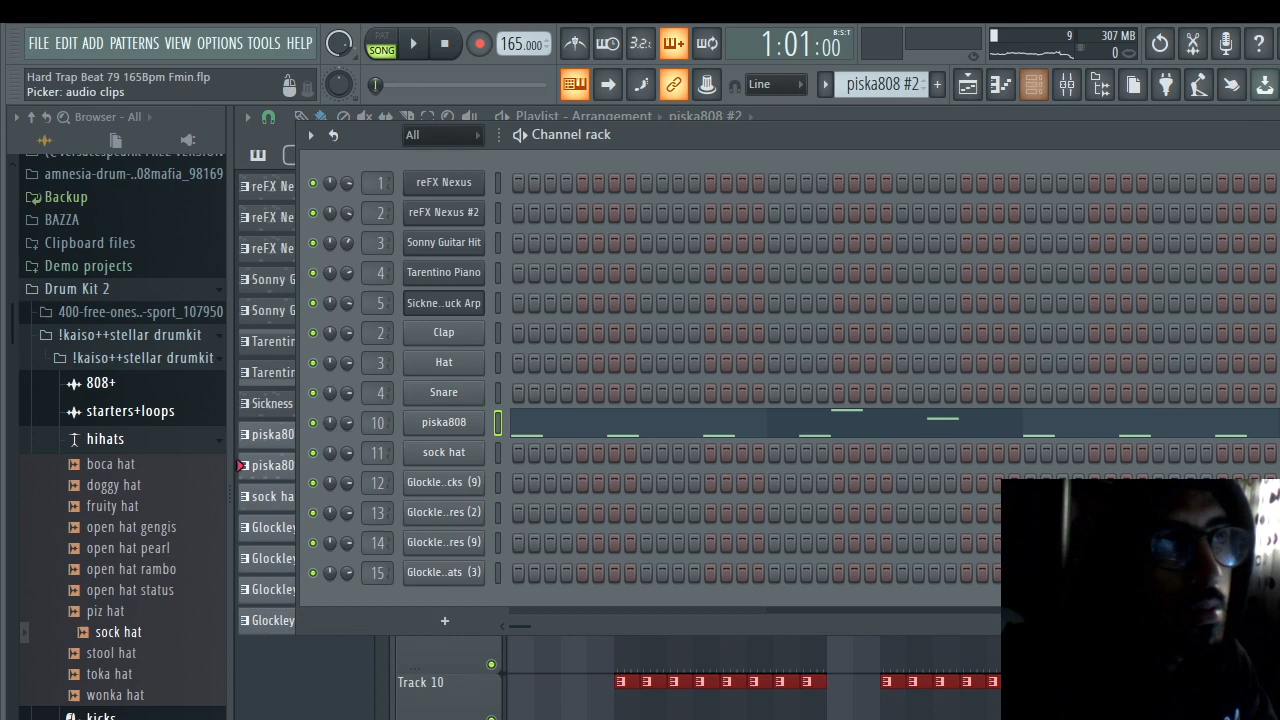 FILE EDIT ADD PATTERNS VIEW OPTIONS TOOLS HELP
PAT
SONG
165.000
3.2.
1:01:00
B:S:T
9
307 MB
0
Hard Trap Beat 79 165Bpm Fmin.flp
Picker: audio clips
Line
piska808 #2
Browser - All
Playlist - Arrangement
piska808 #2
All
Channel rack
amnesia-drum-..08mafia_98169
Backup
BAZZA
Clipboard files
Demo projects
Drum Kit 2
400-free-ones..-sport_107950
!kaiso++stellar drumkit
!kaiso++stellar drumkit
808+
starters+loops
hihats
boca hat
doggy hat
fruity hat
open hat gengis
open hat pearl
open hat rambo
open hat status
piz hat
sock hat
stool hat
toka hat
wonka hat
kicks
reFX Ne
reFX Ne
reFX Ne
Sonny G
Sonny G
Tarentin
Tarentin
Sickness
piska80
piska80
sock ha
Glockley
Glockley
Glockley
Glockley
1 reFX Nexus
2 reFX Nexus #2
3 Sonny Guitar Hit
4 Tarentino Piano
5 Sickne..uck Arp
2 Clap
3 Hat
4 Snare
10 piska808
11 sock hat
12 Glockle..cks (9)
13 Glockle..res (2)
14 Glockle..res (9)
15 Glockle..ats (3)
+
...
Track 10